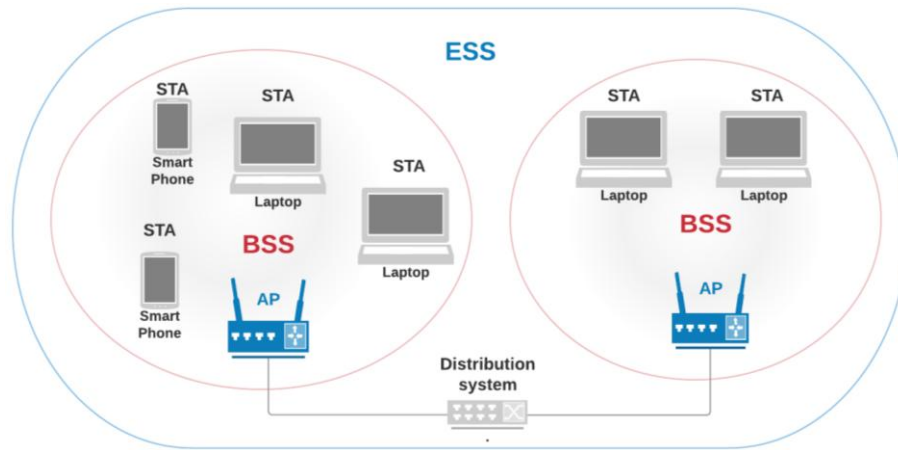 ESS
STA
Smart
Phone
STA
Laptop
STA
Laptop
STA
Smart
Phone
BSS
AP
STA
Laptop
STA
Laptop
BSS
AP
Distribution
system